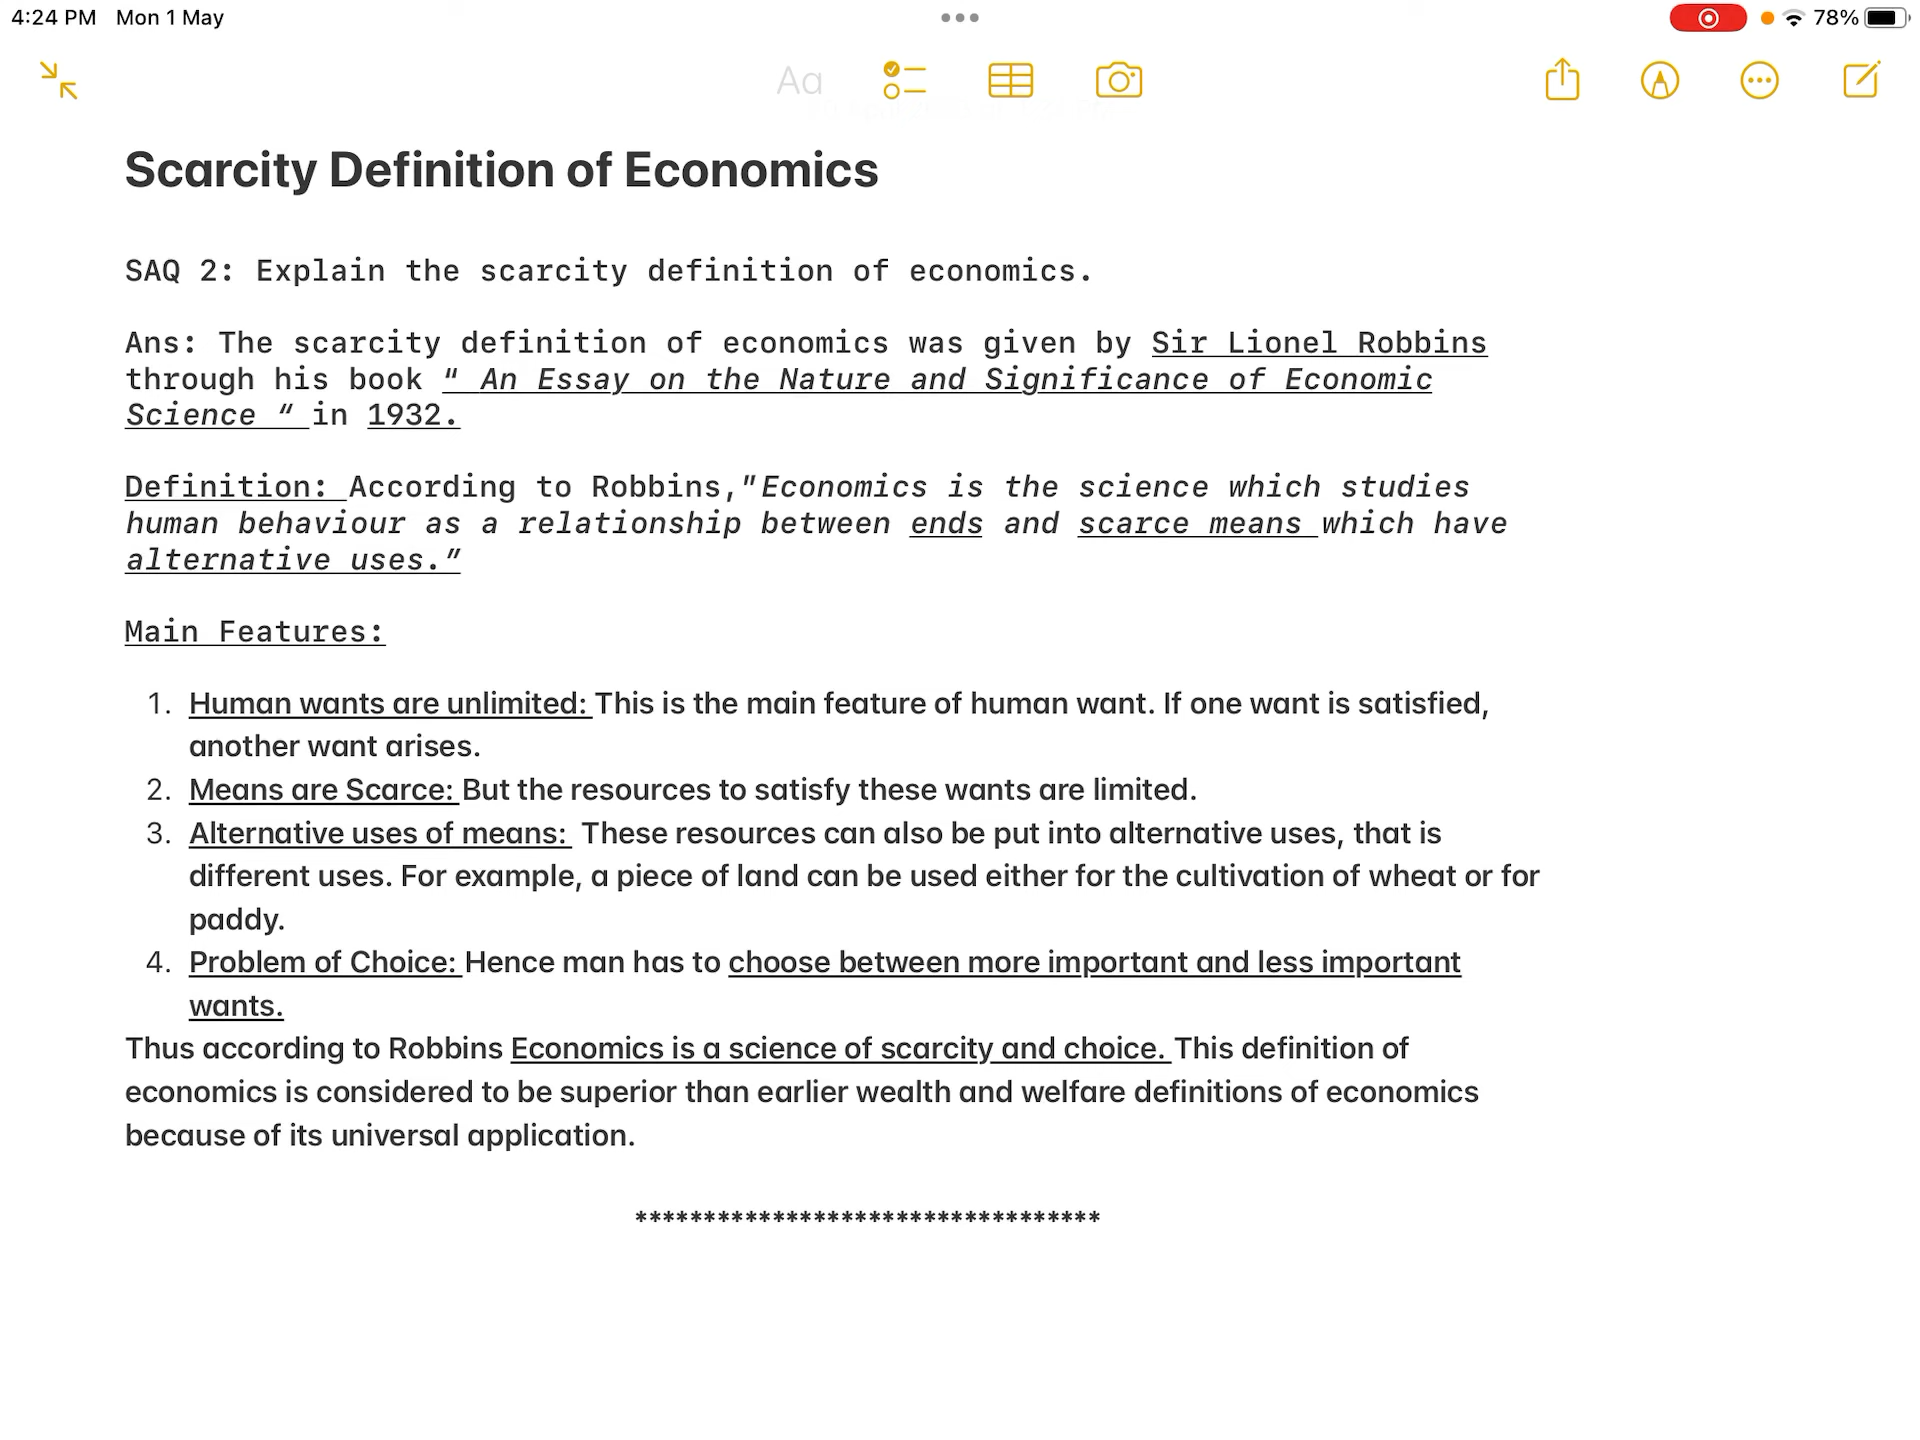 4:24 PM Mon 1 May
78%
Aa
Scarcity Definition of Economics
SAQ 2: Explain the scarcity definition of economics.
Ans: The scarcity definition of economics was given by Sir Lionel Robbins
through his book “ An Essay on the Nature and Significance of Economic
Science “ in 1932.
Definition: According to Robbins,”Economics is the science which studies
human behaviour as a relationship between ends and scarce means which have
alternative uses.”
Main Features:
1. Human wants are unlimited: This is the main feature of human want. If one want is satisfied,
another want arises.
2. Means are Scarce: But the resources to satisfy these wants are limited.
3. Alternative uses of means: These resources can also be put into alternative uses, that is
different uses. For example, a piece of land can be used either for the cultivation of wheat or for
paddy.
4. Problem of Choice: Hence man has to choose between more important and less important
wants.
Thus according to Robbins Economics is a science of scarcity and choice. This definition of
economics is considered to be superior than earlier wealth and welfare definitions of economics
because of its universal application.
**********************************